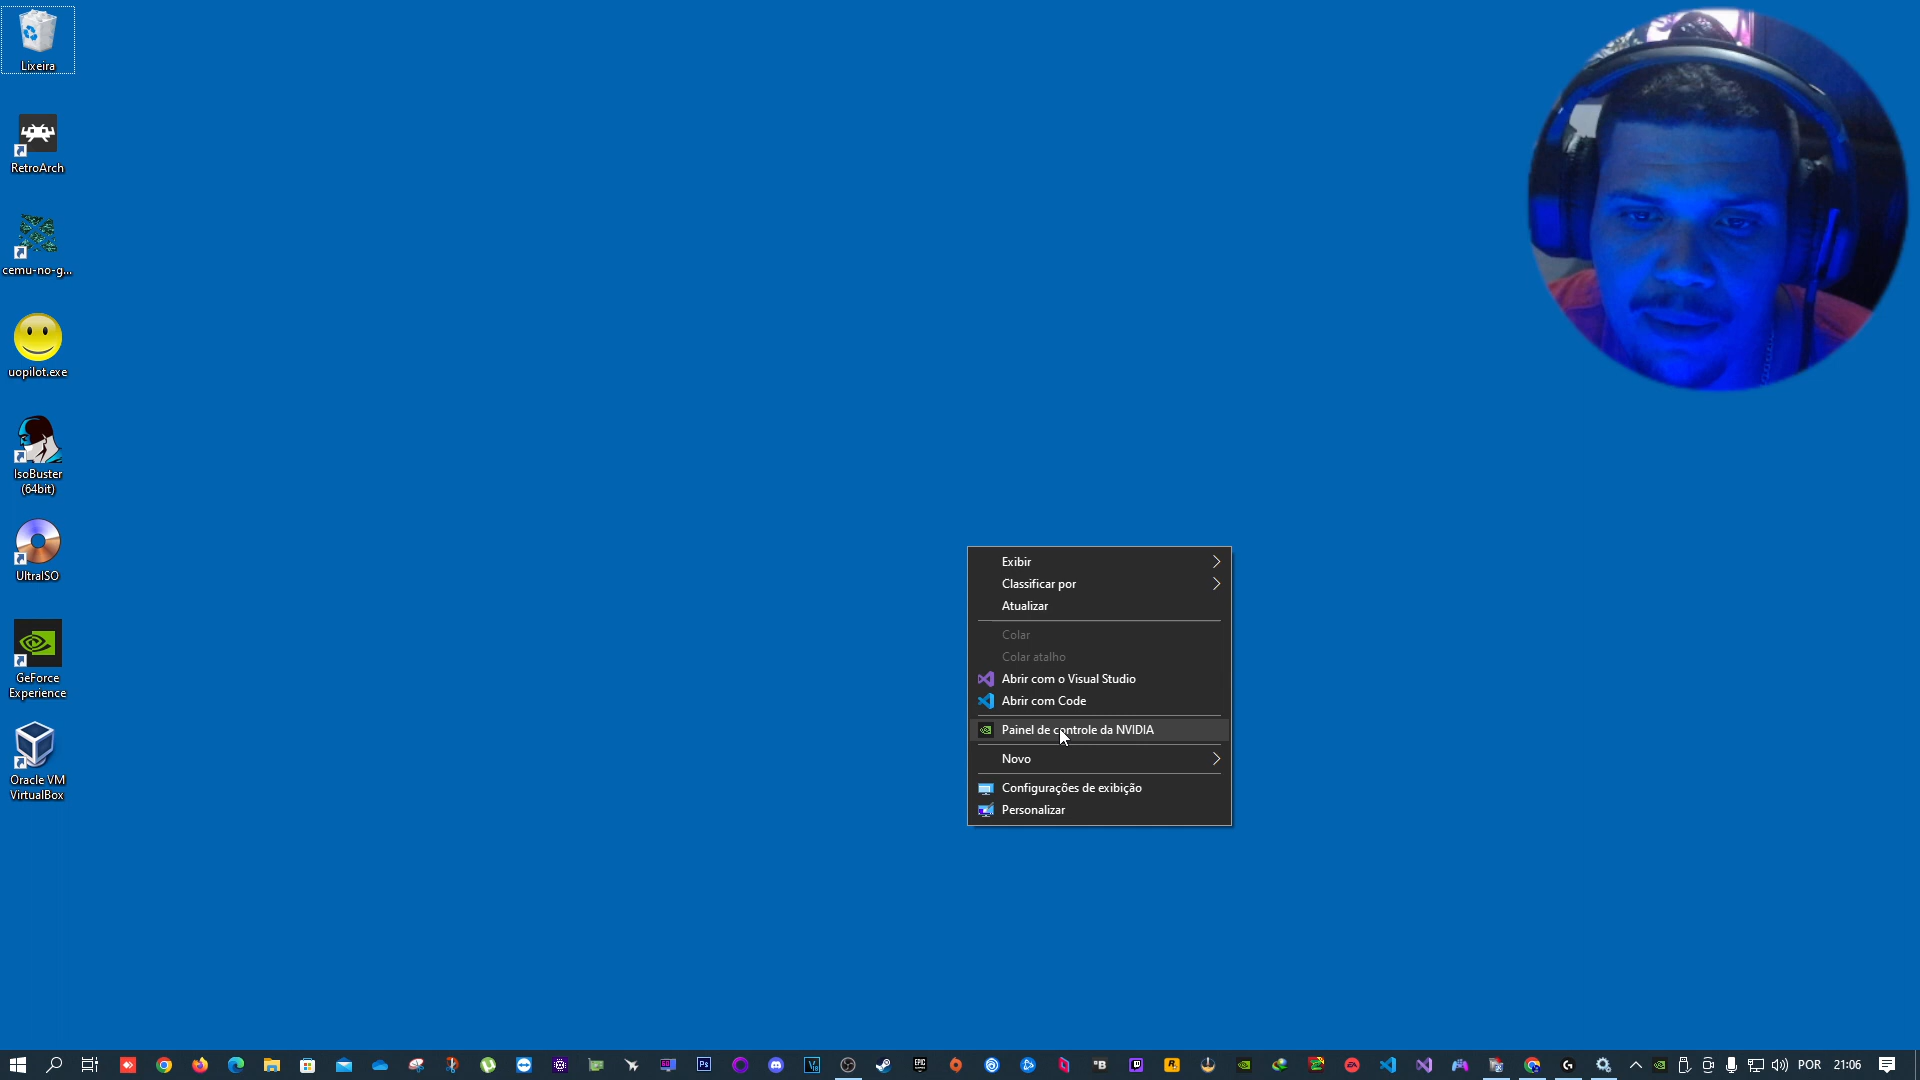 Lixeira
RetroArch
cemu-no-g...
uopilot.exe
IsoBuster
(64bit)
UltraISO
GeForce
Experience
Oracle VM
VirtualBox
Exibir
Classificar por
Atualizar
Colar
Colar atalho
Abrir com o Visual Studio
Abrir com Code
Painel de controle da NVIDIA
Novo
Configurações de exibição
Personalizar
POR
21:06